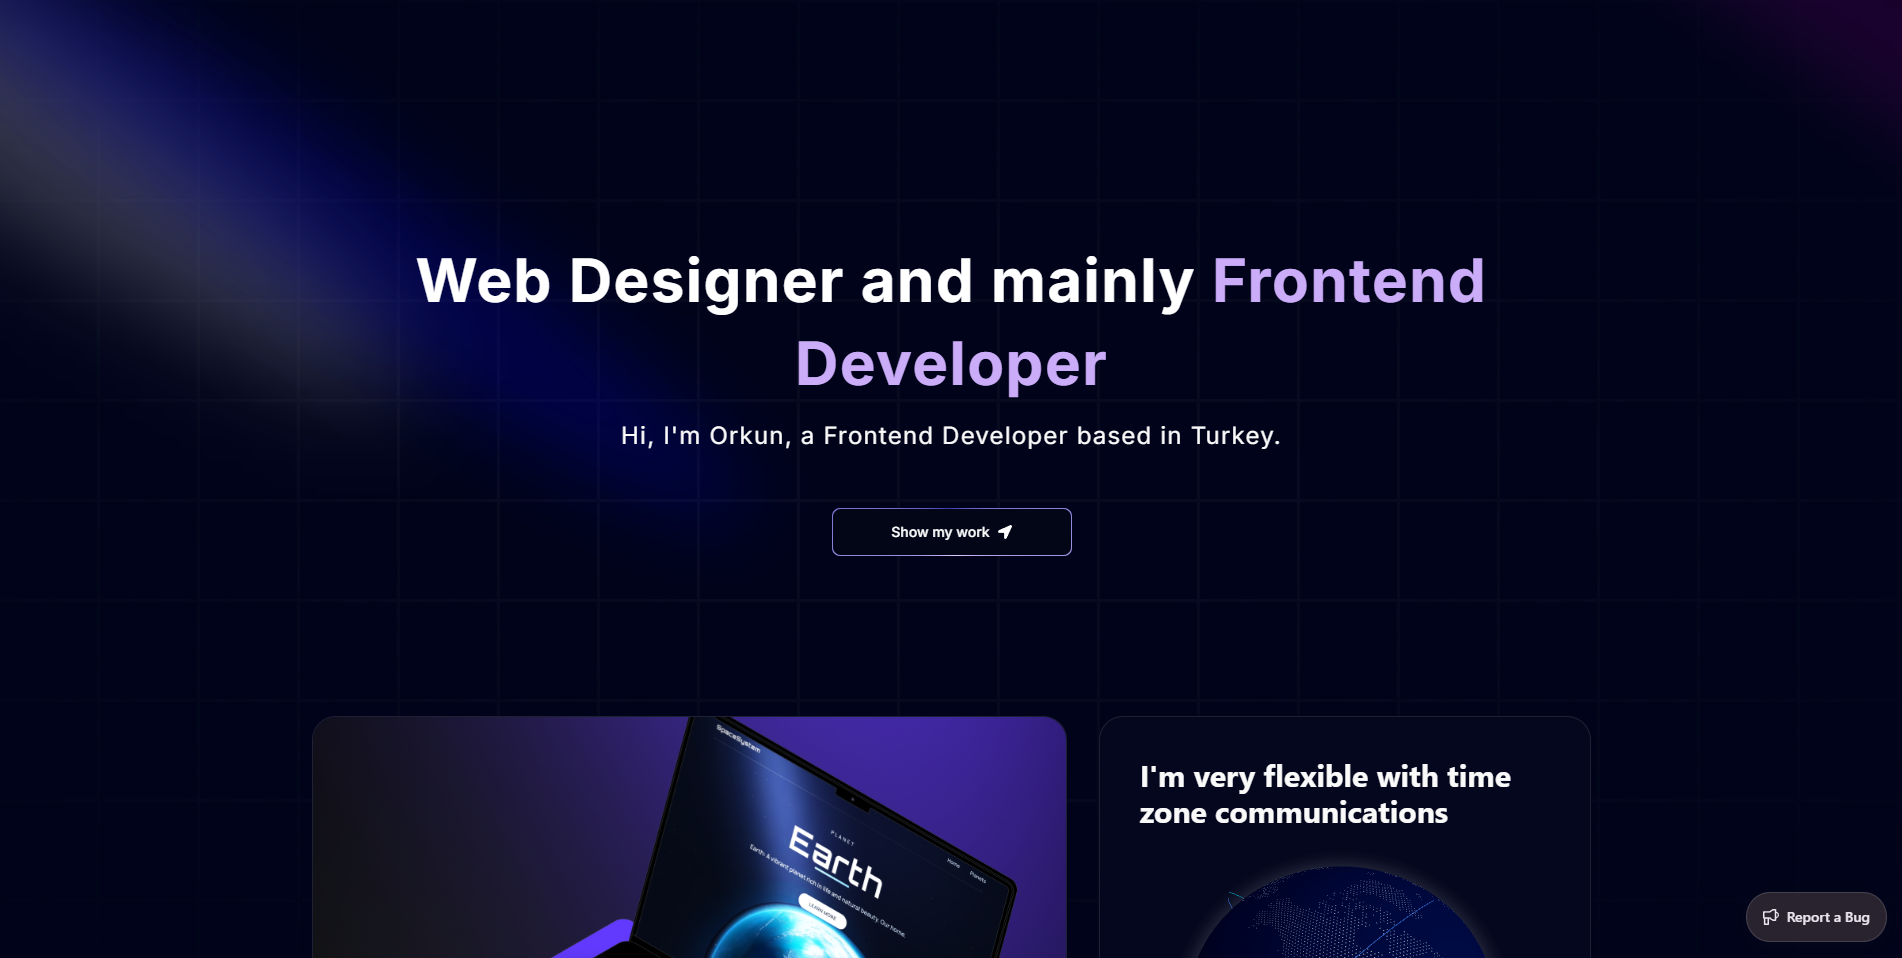 Web Designer and mainly Frontend
Developer
Hi, I'm Orkun, a Frontend Developer based in Turkey.
Show my work
SpaceSystem
Home
Planets
PLANET
Earth
Earth: A vibrant planet rich in life and natural beauty. Our home.
LEARN MORE
I'm very flexible with time
zone communications
Report a Bug